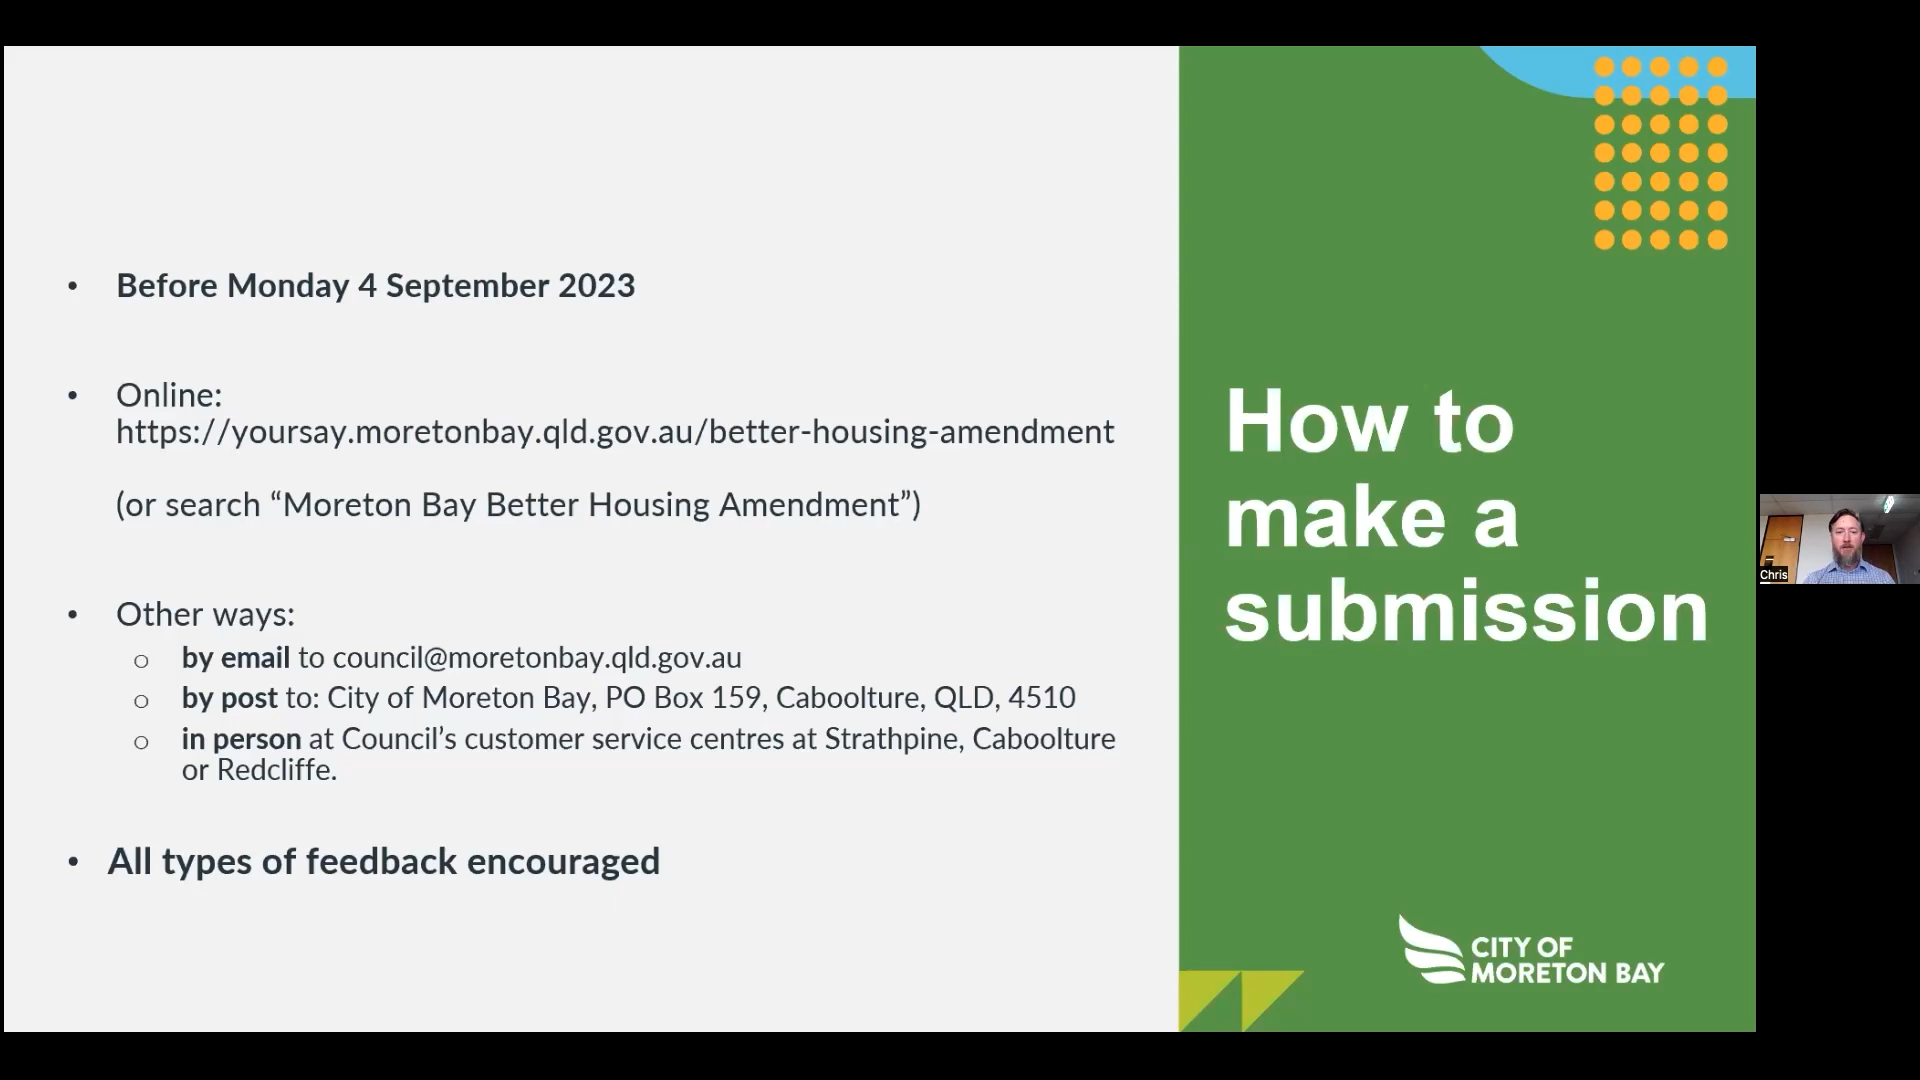 • Before Monday 4 September 2023
• Online:
https://yoursay.moretonbay.qld.gov.au/better-housing-amendment
(or search “Moreton Bay Better Housing Amendment”)
• Other ways:
o by email to council@moretonbay.qld.gov.au
o by post to: City of Moreton Bay, PO Box 159, Caboolture, QLD, 4510
o in person at Council’s customer service centres at Strathpine, Caboolture
or Redcliffe.
• All types of feedback encouraged
How to
make a
submission
CITY OF
MORETON BAY
Chris